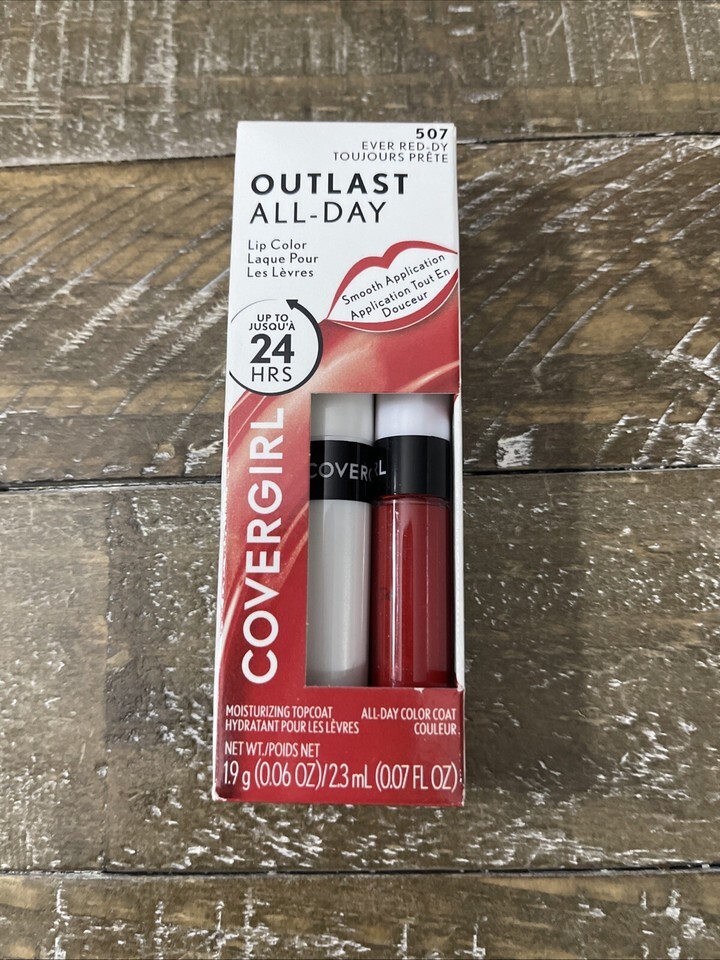 507
EVER RED-DY
TOUJOURS PRÊTE
OUTLAST
ALL-DAY
Lip Color
Laque Pour
Les Lèvres
Smooth Application
Application Tout En
Douceur
UP TO
JUSQU'À
24
HRS
COVERGIRL
COVERG
RL
MOISTURIZING TOPCOAT
HYDRATANT POUR LES LÈVRES
ALL-DAY COLOR COAT
COULEUR
NET WT./POIDS NET
1.9 g (0.06 OZ)/2.3 mL (0.07 FL OZ)